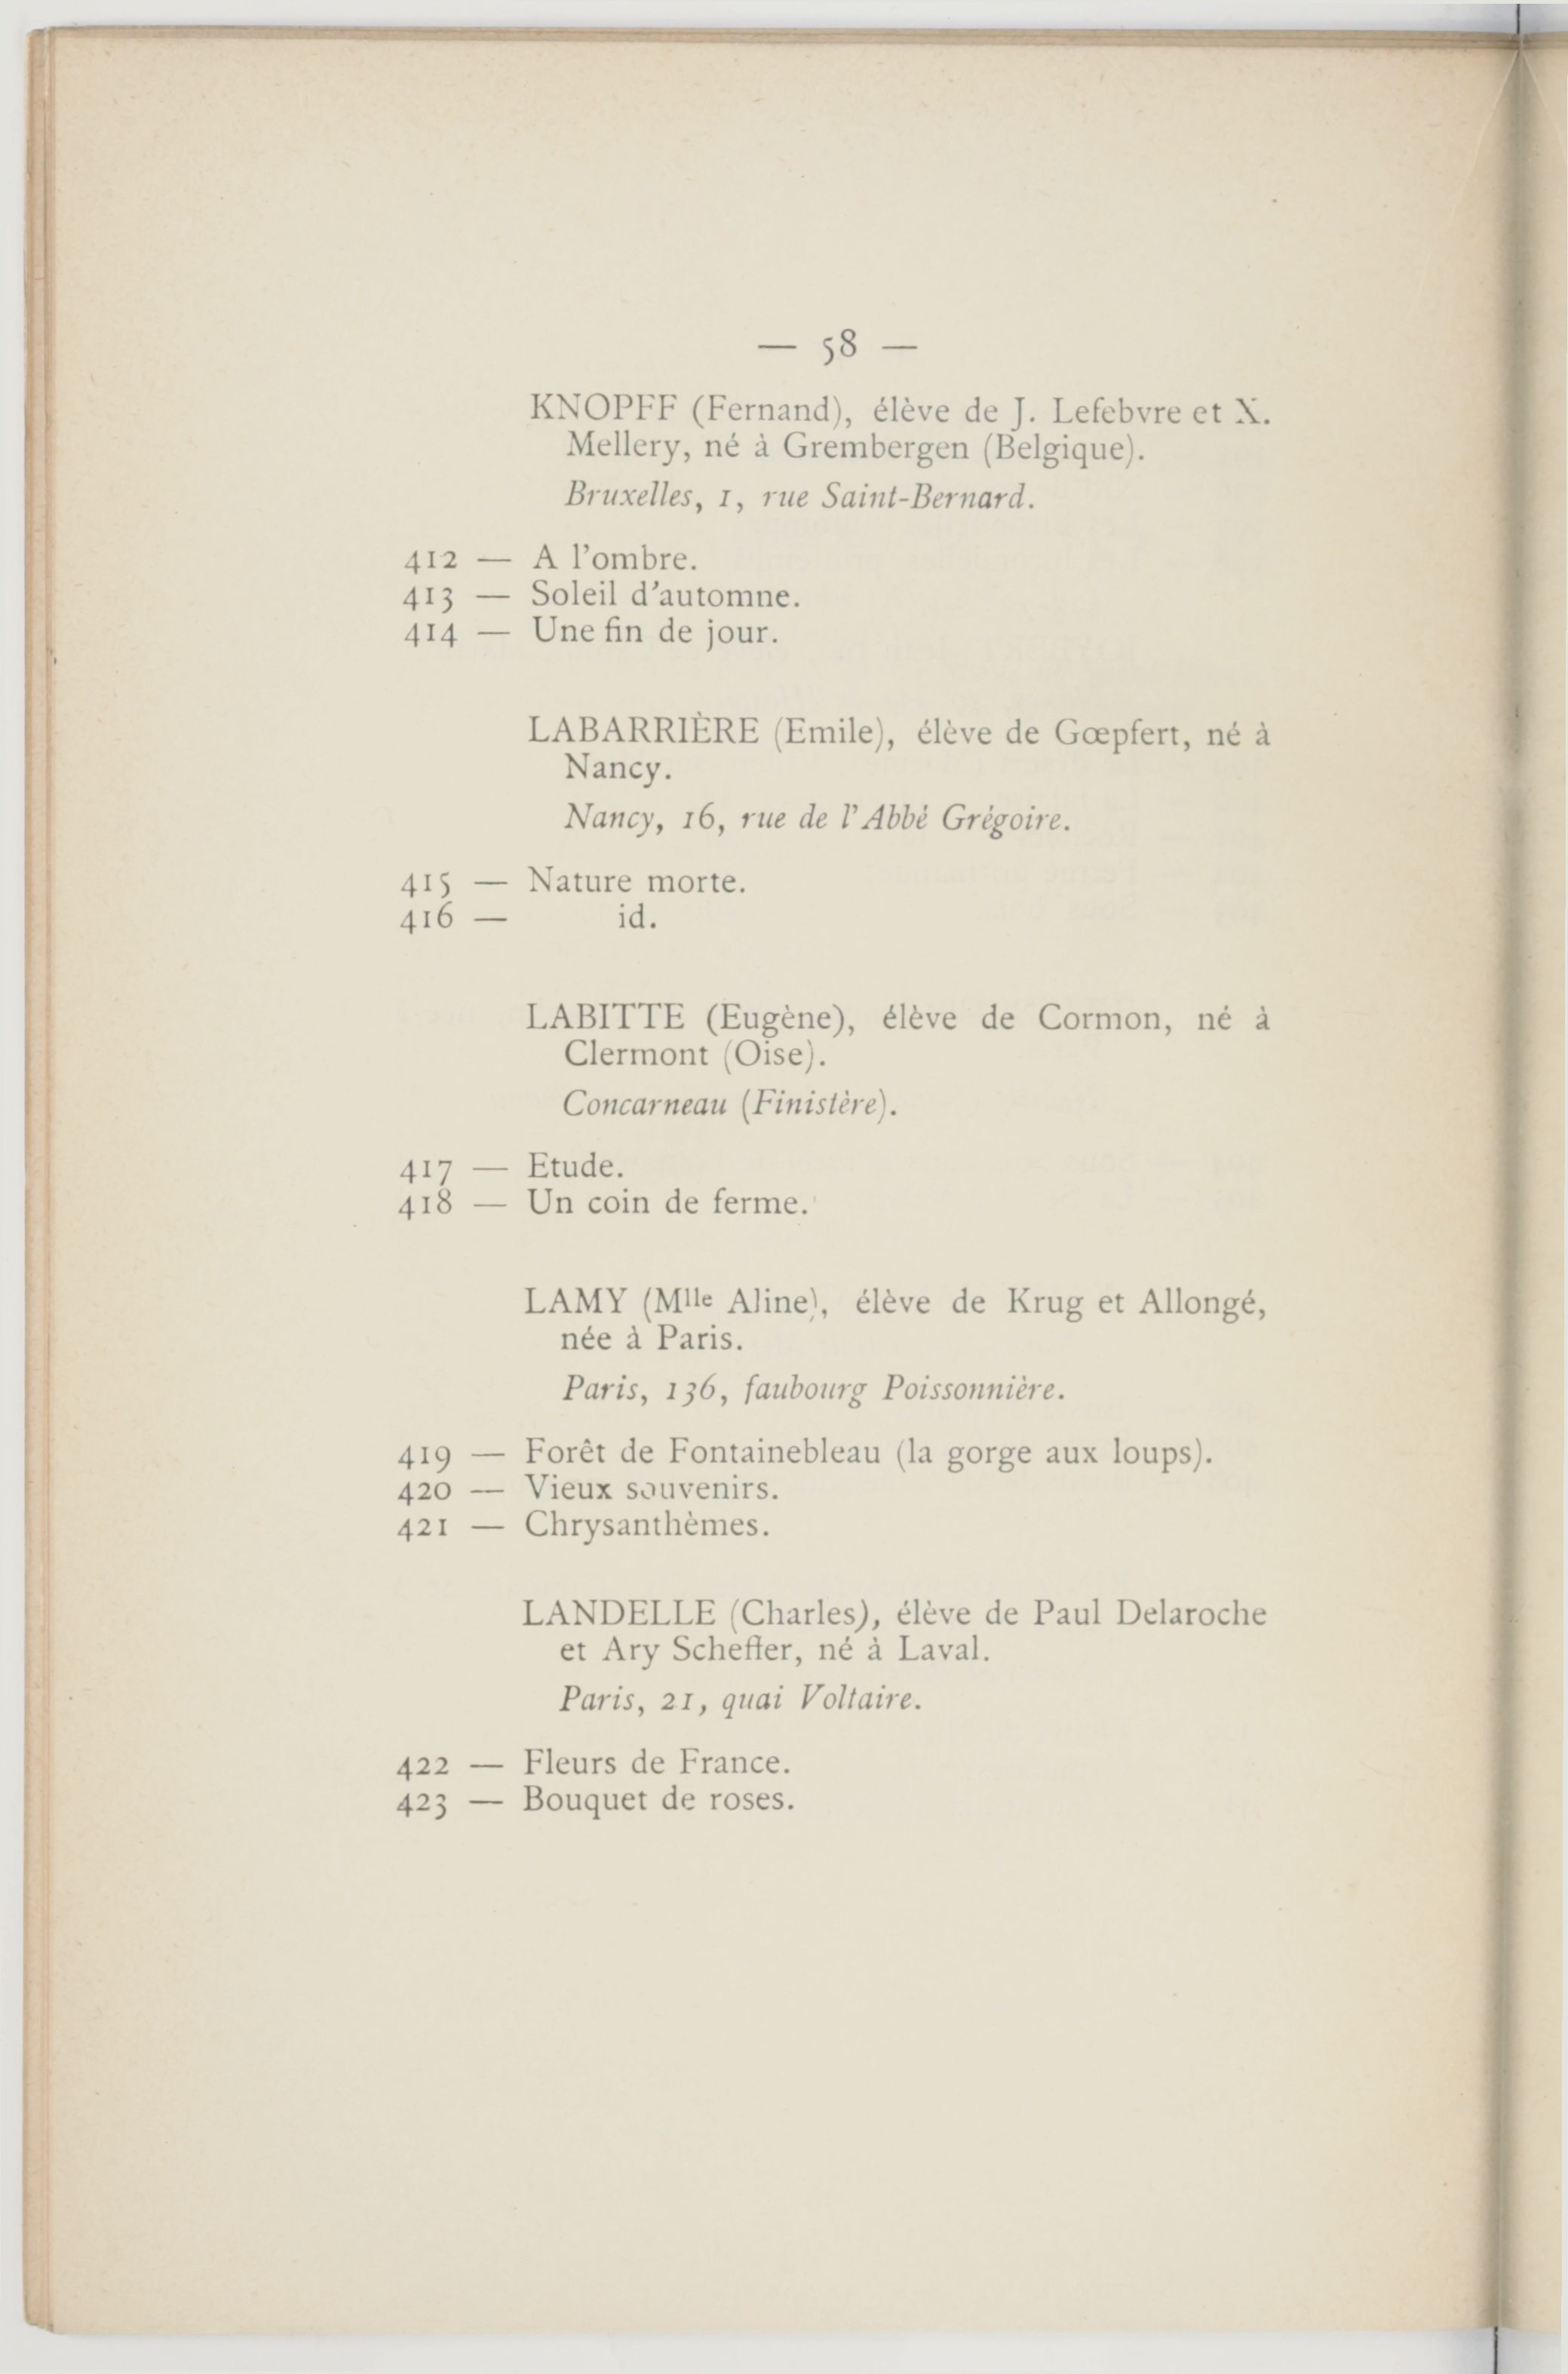 — 58 —
KNOPFF (Fernand), élève de J. Lefebvre et X.
Mellery, né à Grembergen (Belgique).
Bruxelles, 1, rue Saint-Bernard.
412 — A l'ombre.
413 — Soleil d'automne.
414 — Une fin de jour.
LABARRIÈRE (Emile), élève de Gœpfert, né à
Nancy.
Nancy, 16, rue de l'Abbé Grégoire.
415 — Nature morte.
416 — id.
LABITTE (Eugène), élève de Cormon, né à
Clermont (Oise).
Concarneau (Finistère).
417 — Etude.
418 — Un coin de ferme.
LAMY (Mlle Aline), élève de Krug et Allongé,
née à Paris.
Paris, 136, faubourg Poissonnière.
419 — Forêt de Fontainebleau (la gorge aux loups).
420 — Vieux souvenirs.
421 — Chrysanthèmes.
LANDELLE (Charles), élève de Paul Delaroche
et Ary Scheffer, né à Laval.
Paris, 21, quai Voltaire.
422 — Fleurs de France.
423 — Bouquet de roses.